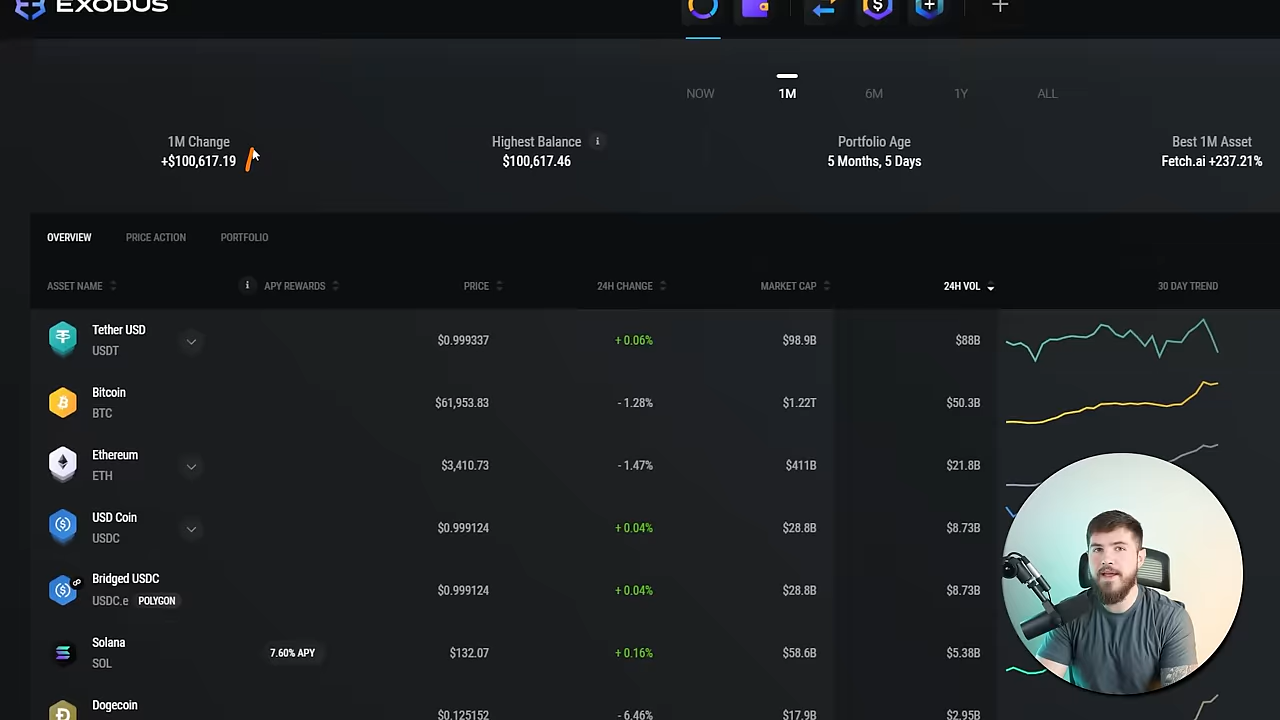 EXODUS
NOW 1M 6M 1Y ALL
1M Change Highest Balance Portfolio Age Best 1M Asset
+$100,617.19 $100,617.46 5 Months, 5 Days Fetch.ai +237.21%
OVERVIEW PRICE ACTION PORTFOLIO
ASSET NAME APY REWARDS PRICE 24H CHANGE MARKET CAP 24H VOL 30 DAY TREND
Tether USD
USDT $0.999337 + 0.06% $98.9B $88B
Bitcoin
BTC $61,953.83 - 1.28% $1.22T $50.3B
Ethereum
ETH $3,410.73 - 1.47% $411B $21.8B
USD Coin
USDC $0.999124 + 0.04% $28.8B $8.73B
Bridged USDC
USDC.e POLYGON $0.999124 + 0.04% $28.8B $8.73B
Solana
SOL 7.60% APY $132.07 + 0.16% $58.6B $5.38B
Dogecoin
$0.125152 - 6.46% $17.9B $2.95B